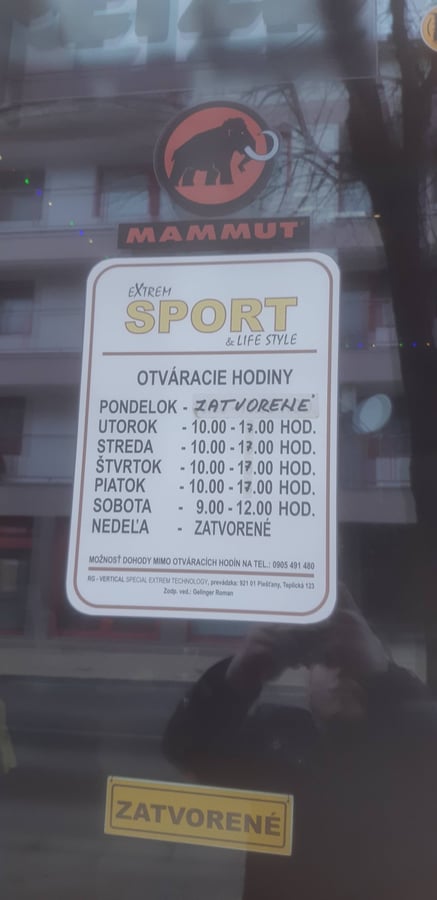 MAMMUT
EXTREM
SPORT
& LIFE STYLE
OTVÁRACIE HODINY
PONDELOK - ZATVORENÉ
UTOROK - 10.00 - 17.00 HOD.
STREDA - 10.00 - 17.00 HOD.
ŠTVRTOK - 10.00 - 17.00 HOD.
PIATOK - 10.00 - 17.00 HOD.
SOBOTA - 9.00 - 12.00 HOD.
NEDEĽA - ZATVORENÉ
MOŽNOSŤ DOHODY MIMO OTVÁRACÍCH HODÍN NA TEL.: 0905 491 480
RG - VERTICAL SPECIAL EXTREM TECHNOLOGY, prevádzka: 921 01 Piešťany, Teplická 123
Zodp. ved.: Gelinger Roman
ZATVORENÉ